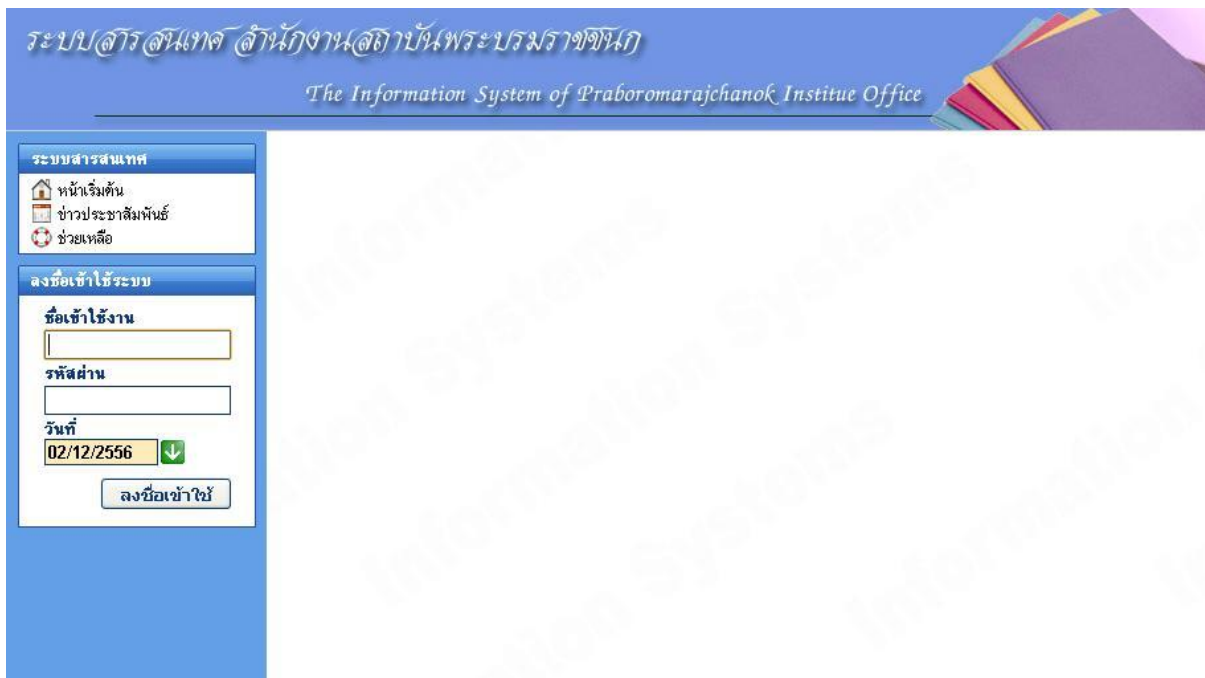 ระบบสารสนเทศ สำนักงานสถาบันพระบรมราชชนก
The Information System of Praboromarajchanok Institue Office
ระบบสารสนเทศ
หน้าเริ่มต้น
ข่าวประชาสัมพันธ์
ช่วยเหลือ
ลงชื่อเข้าใช้ระบบ
ชื่อเข้าใช้งาน
รหัสผ่าน
วันที่
02/12/2556
ลงชื่อเข้าใช้
Information Systems
Information Systems
Information Systems